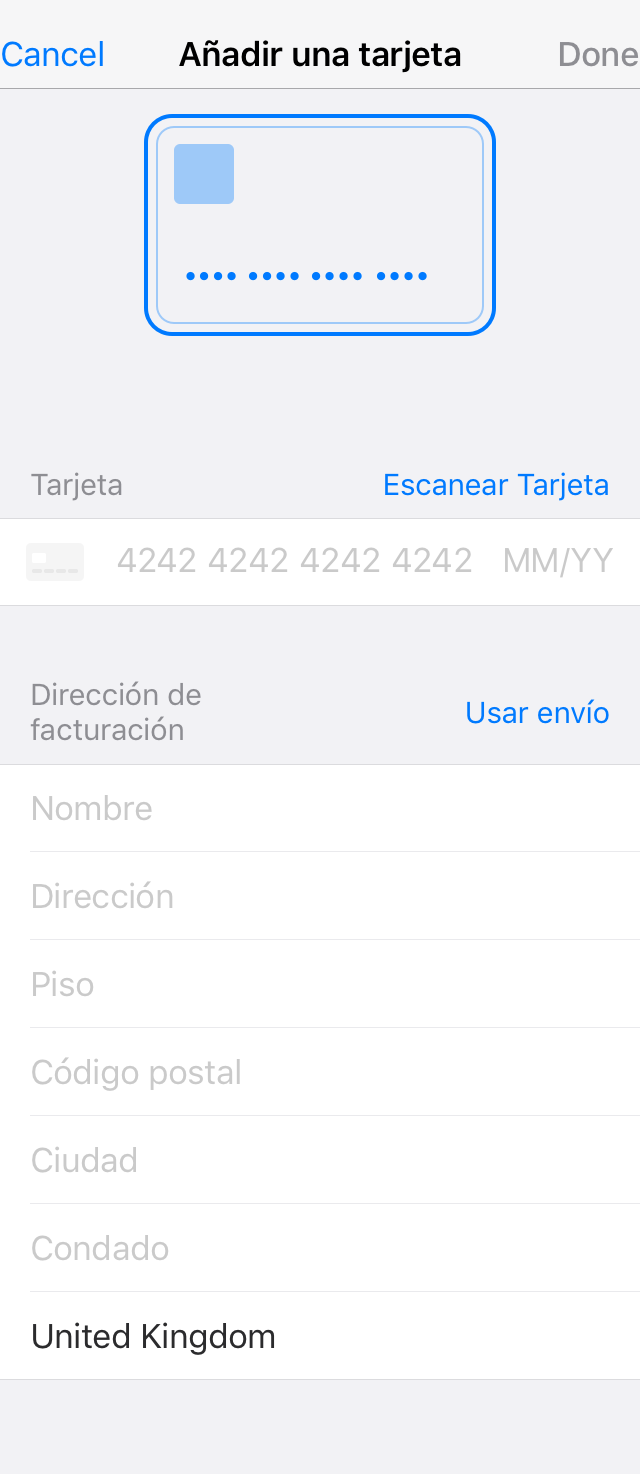 Cancel Añadir una tarjeta Done
•••• •••• •••• ••••
Tarjeta Escanear Tarjeta
4242 4242 4242 4242 MM/YY
Dirección de
facturación
Usar envío
Nombre
Dirección
Piso
Código postal
Ciudad
Condado
United Kingdom